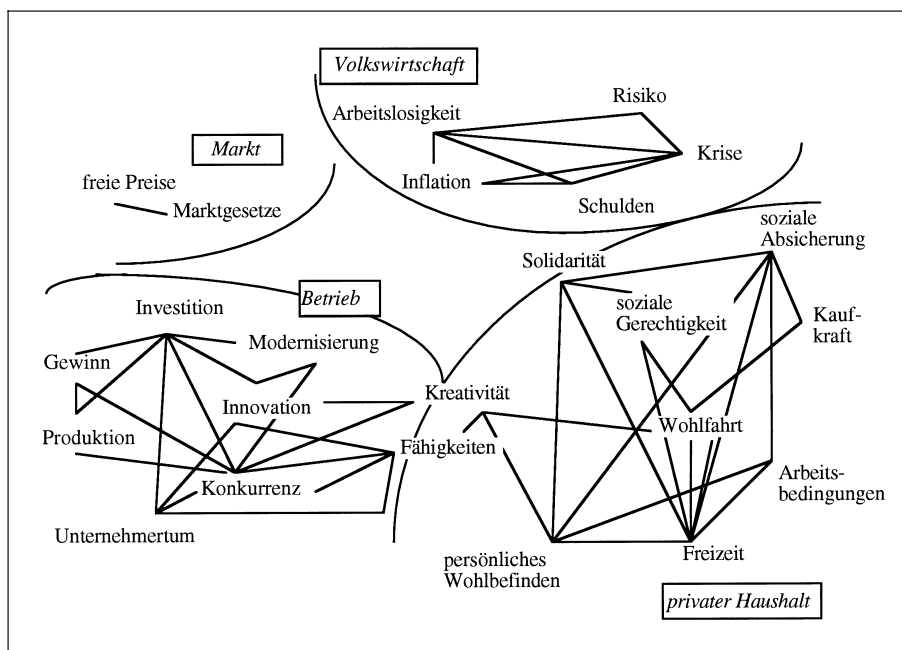 Volkswirtschaft
Arbeitslosigkeit
Risiko
Krise
Inflation
Schulden
Markt
freie Preise
Marktgesetze
Betrieb
Investition
Modernisierung
Gewinn
Innovation
Produktion
Konkurrenz
Unternehmertum
Kreativität
Fähigkeiten
Solidarität
soziale
Absicherung
soziale
Gerechtigkeit
Kauf-
kraft
Wohlfahrt
Arbeits-
bedingungen
Freizeit
persönliches
Wohlbefinden
privater Haushalt